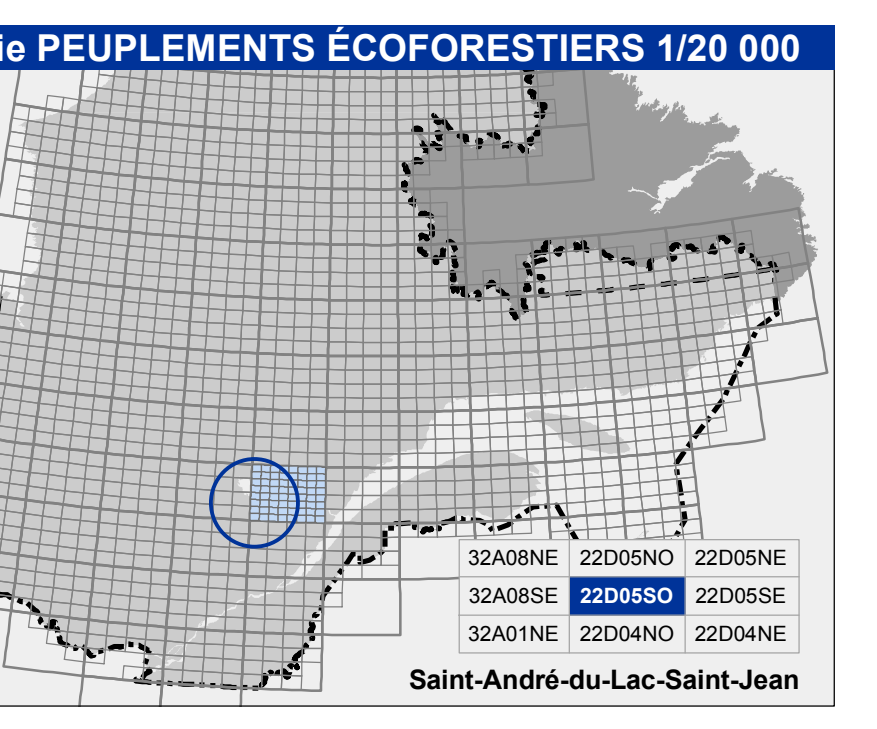 ie PEUPLEMENTS ÉCOFORESTIERS 1/20 000
32A08NE 22D05NO 22D05NE
32A08SE 22D05SO 22D05SE
32A01NE 22D04NO 22D04NE
Saint-André-du-Lac-Saint-Jean